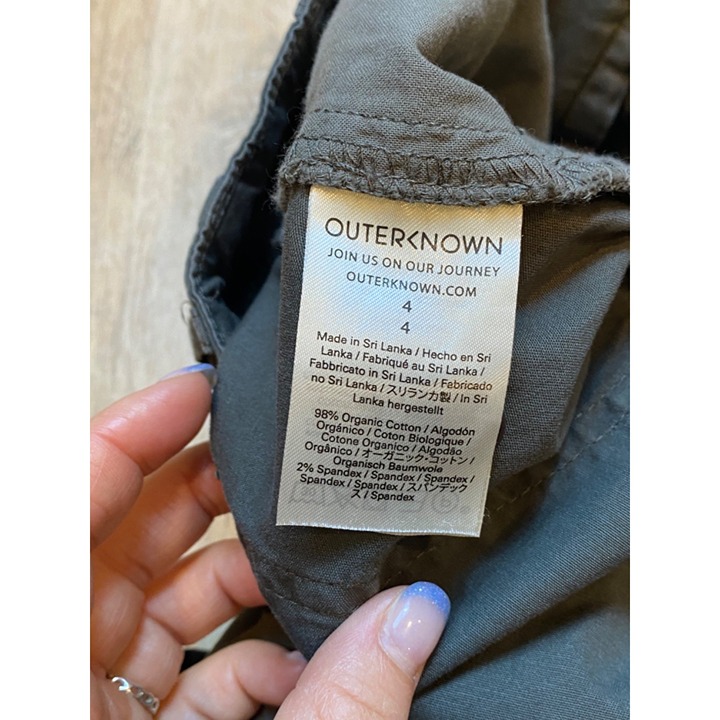 OUTERKNOWN
JOIN US ON OUR JOURNEY
OUTERKNOWN.COM
4
4
Made in Sri Lanka / Hecho en Sri
Lanka / Fabriqué au Sri Lanka /
Fabbricato in Sri Lanka / Fabricado
no Sri Lanka / スリランカ製 / In Sri
Lanka hergestellt
98% Organic Cotton / Algodón
Orgánico / Coton Biologique /
Cotone Organico / Algodão
Orgânico / オーガニック・コットン /
Organisch Baumwole
2% Spandex / Spandex / Spandex /
Spandex / Spandex / スパンデック
ス / Spandex